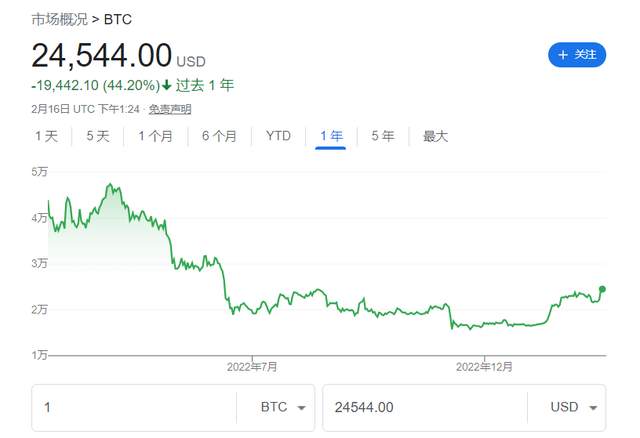 市场概况 > BTC
24,544.00 USD
+ 关注
-19,442.10 (44.20%)↓ 过去 1 年
2月16日 UTC 下午1:24 · 免责声明
1 天 5 天 1 个月 6 个月 YTD 1 年 5 年 最大
5万
4万
3万
2万
1万
2022年7月 2022年12月
1 BTC 24544.00 USD